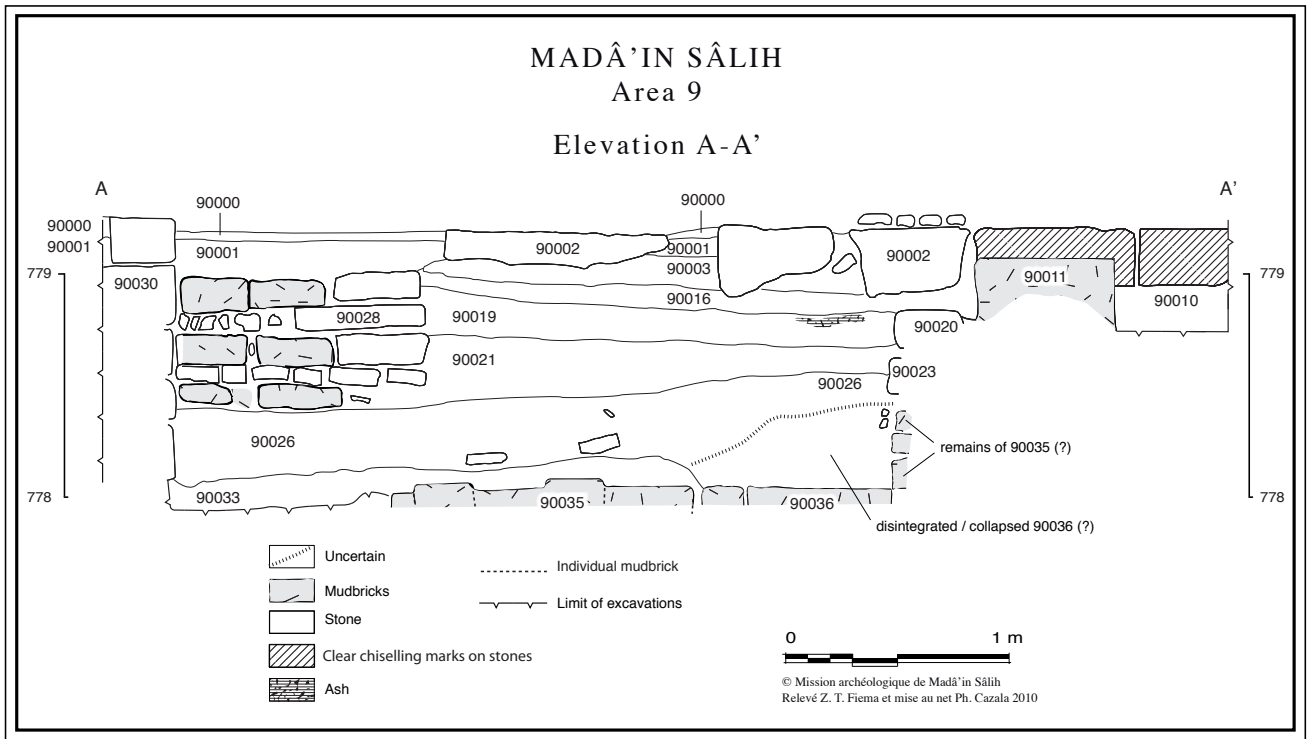 MADÂ’IN SÂLIH
Area 9
Elevation A-A’
A
A’
90000
90000
90000
90001
90001
90002
90001
90002
90003
779
779
90030
90011
90010
90016
90028
90019
90020
90021
90023
90026
90026
remains of 90035 (?)
778
778
90033
90035
90036
disintegrated / collapsed 90036 (?)
Uncertain
Mudbricks
Stone
Clear chiselling marks on stones
Ash
Individual mudbrick
Limit of excavations
0 1 m
© Mission archéologique de Madâ’in Sâlih
Relevé Z. T. Fiema et mise au net Ph. Cazala 2010